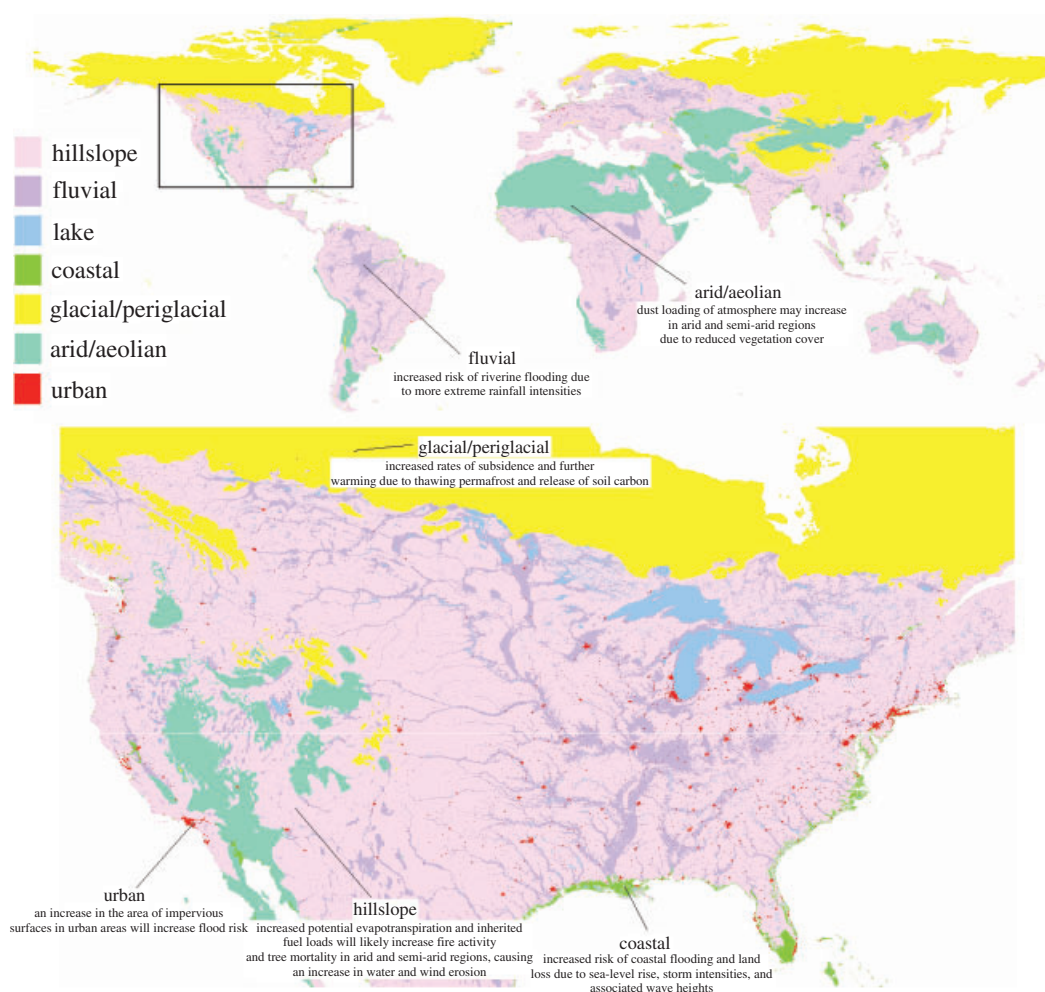 hillslope
fluvial
lake
coastal
glacial/periglacial
arid/aeolian
urban
arid/aeolian
dust loading of atmosphere may increase
in arid and semi-arid regions
due to reduced vegetation cover
fluvial
increased risk of riverine flooding due
to more extreme rainfall intensities
glacial/periglacial
increased rates of subsidence and further
warming due to thawing permafrost and release of soil carbon
urban
an increase in the area of impervious
surfaces in urban areas will increase flood risk
hillslope
increased potential evapotranspiration and inherited
fuel loads will likely increase fire activity
and tree mortality in arid and semi-arid regions, causing
an increase in water and wind erosion
coastal
increased risk of coastal flooding and land
loss due to sea-level rise, storm intensities, and
associated wave heights